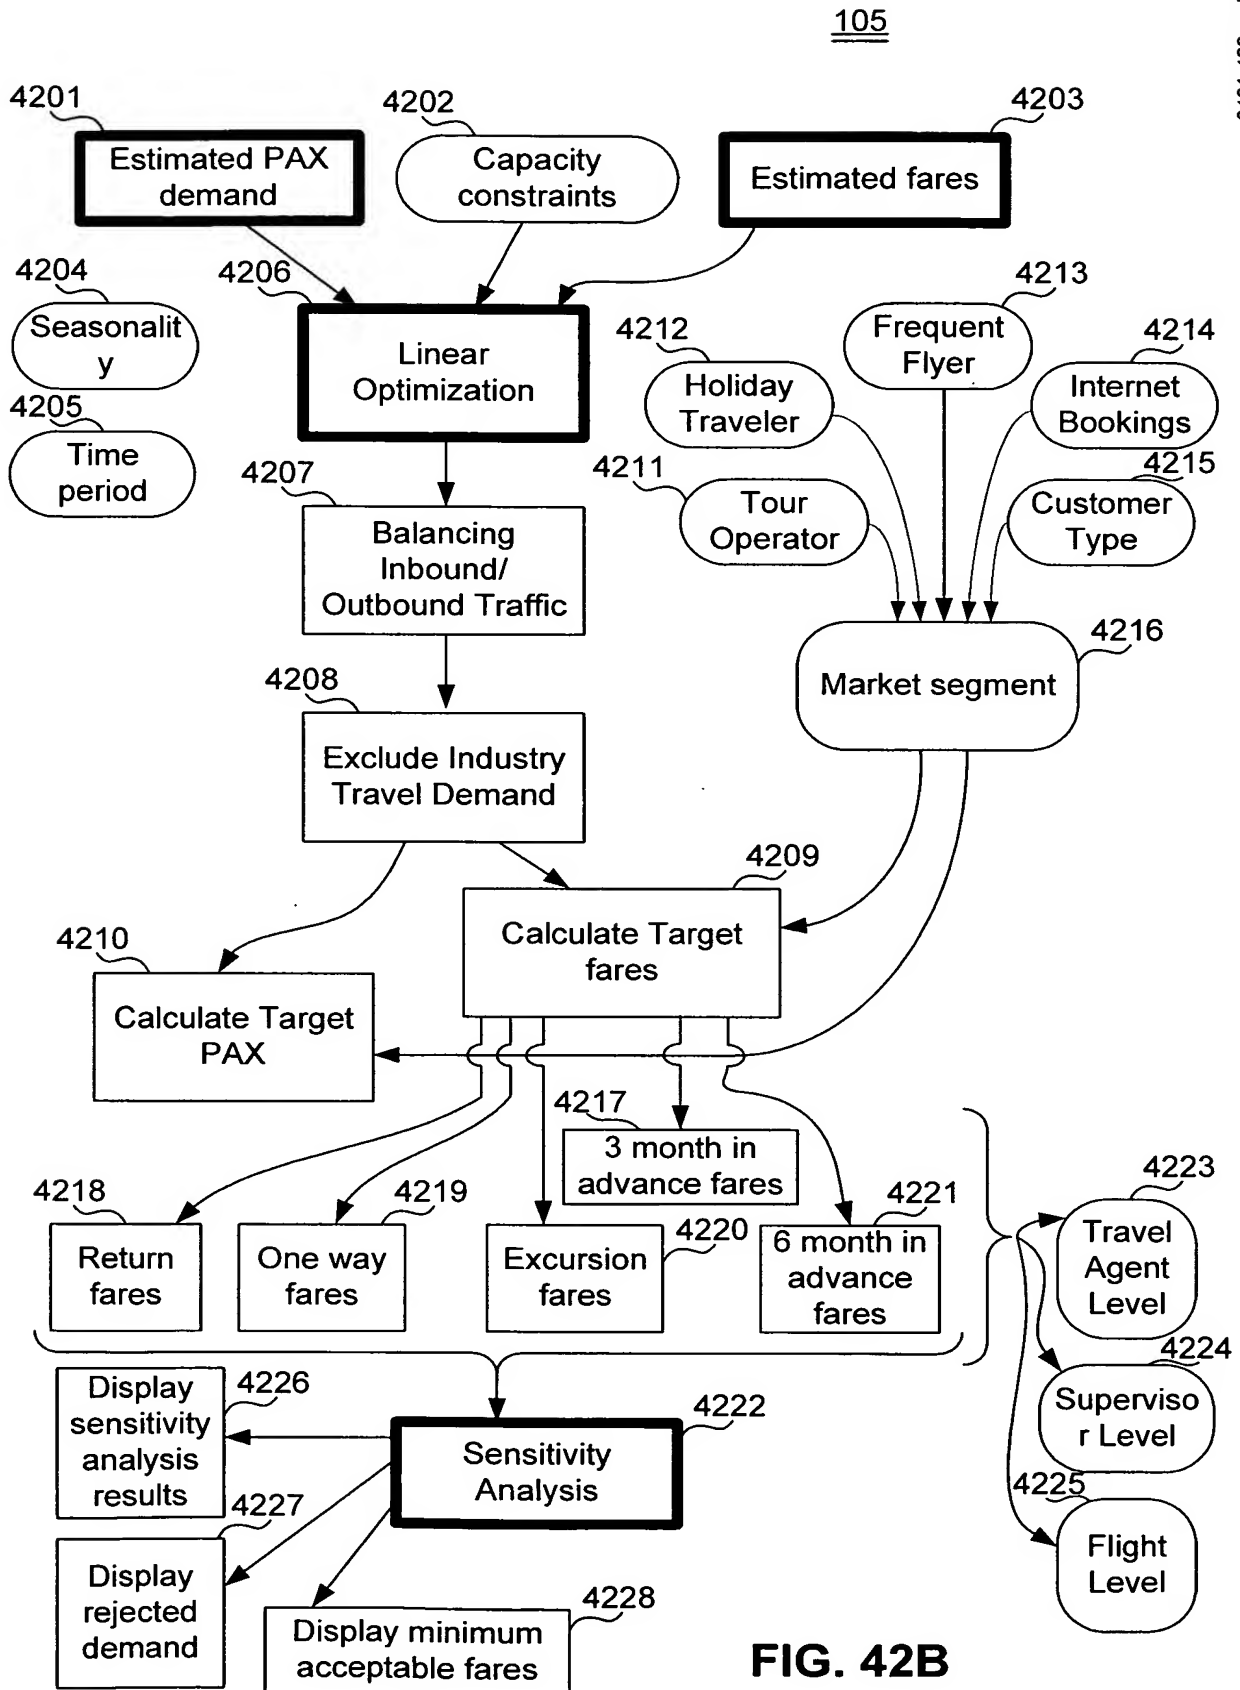 105
4201
4202
4203
Estimated PAX
demand
Capacity
constraints
Estimated fares
4204
4206
4213
Seasonalit
y
Linear
Optimization
4212
Frequent
Flyer
4214
Holiday
Traveler
Internet
Bookings
4205
Time
period
4207
4211
4215
Tour
Operator
Customer
Type
Balancing
Inbound/
Outbound Traffic
4216
Market segment
4208
Exclude Industry
Travel Demand
4209
Calculate Target
fares
4210
Calculate Target
PAX
4217
3 month in
advance fares
4218
4219
4220
4221
4223
Return
fares
One way
fares
Excursion
fares
6 month in
advance
fares
Travel
Agent
Level
4226
4222
4224
Display
sensitivity
analysis
results
Sensitivity
Analysis
Superviso
r Level
4227
4225
Display
rejected
demand
Flight
Level
4228
Display minimum
acceptable fares
FIG. 42B